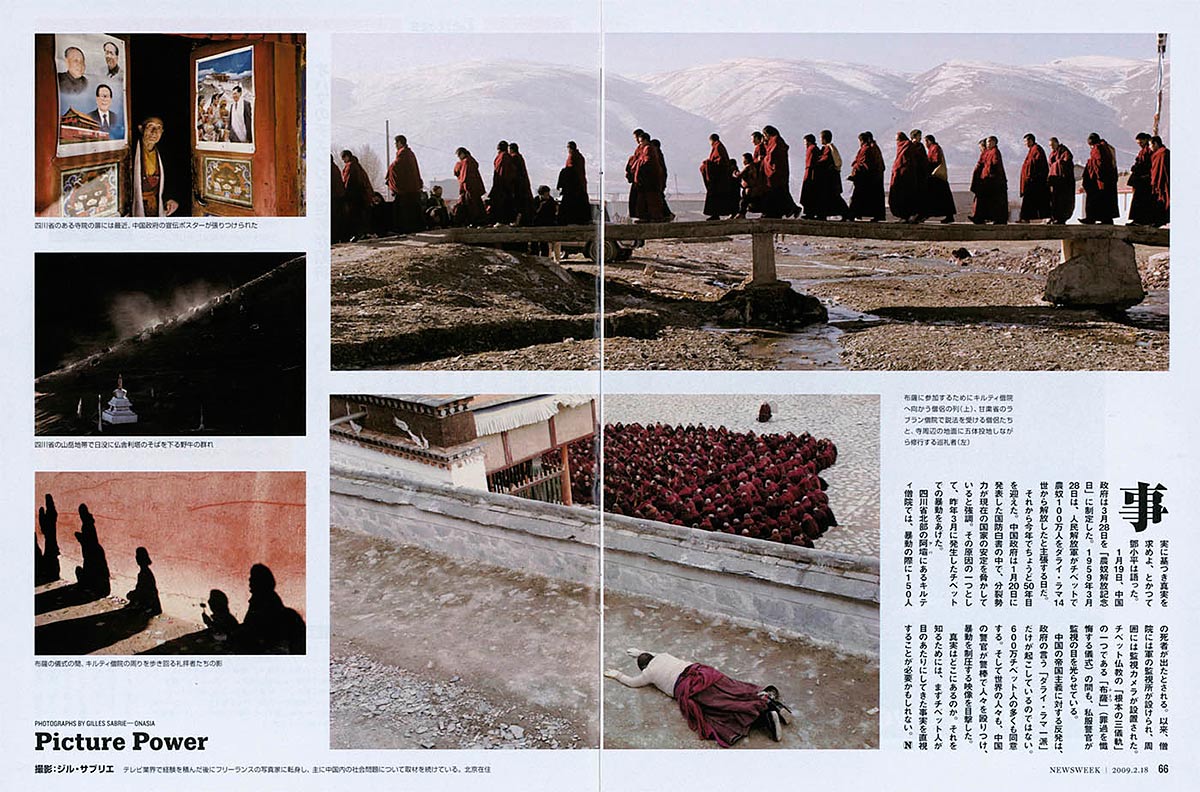 四川省のある寺院の扉には最近、中国政府の宣伝ポスターが張りつけられた
四川省の山岳地帯で日没に仏舎利塔のそばを下る野牛の群れ
布薩の儀式の間、キルティ僧院の周りを歩き回る礼拝者たちの影
PHOTOGRAPHS BY GILLES SABRIE—ONASIA
Picture Power
撮影:ジル・サブリエ テレビ業界で経験を積んだ後にフリーランスの写真家に転身し、主に中国内の社会問題について取材を続けている。北京在住
布薩に参加するためにキルティ僧院
へ向かう僧侶の列(上)、甘粛省のラ
ブラン僧院で説法を受ける僧侶たち
と、寺周辺の地面に五体投地しなが
ら修行する巡礼者(左)
事
実に基づき真実を
求めよ、とかつて
鄧小平は語った。
1月19日、中国
政府は3月28日を「農奴解放記念
日」に制定した。1959年3月
28日は、人民解放軍がチベットで
農奴100万人をダライ・ラマ14
世から解放したと主張する日だ。
それから今年でちょうど50年目
を迎えた。中国政府は1月20日に
発表した国防白書の中で、分裂勢
力が現在の国家の安定を脅かして
いると強調。その原因の一つとし
て、昨年3月に発生したチベット
での暴動をあげた。
四川省北部の阿壩にあるキルテ
ィ僧院では、暴動の際に150人
の死者が出たとされる。以来、僧
院には軍の監視所が設けられ、周
囲には監視カメラが設置された。
チベット仏教の「根本の三儀軌」
の一つである「布薩」(罪過を懺
悔する儀式)の間も、私服警官が
監視の目を光らせている。
中国の帝国主義に対する反発は、
政府の言う「ダライ・ラマ一派」
だけが起こしているのではない。
600万チベット人の多くも同意
する。そして世界の人々も、中国
の警官が警棒で人々を殴りつけ、
暴動を制圧する映像を目撃した。
真実はどこにあるのか。それを
知るためには、まずチベット人が
目のあたりにしてきた事実を直視
することが必要かもしれない。 N
NEWSWEEK | 2009.2.18 66